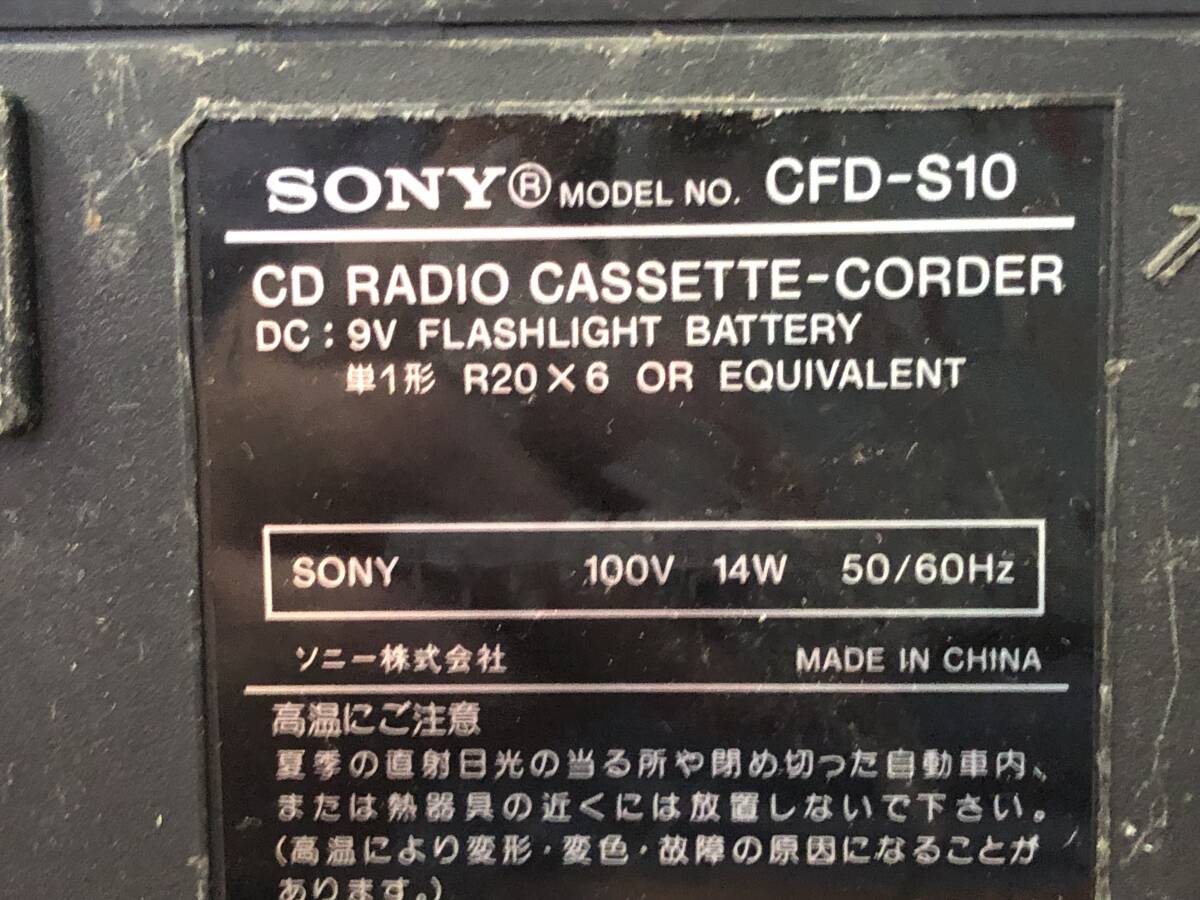 SONY® MODEL NO. CFD-S10
CD RADIO CASSETTE-CORDER
DC : 9V FLASHLIGHT BATTERY
単1形 R20×6 OR EQUIVALENT
SONY 100V 14W 50/60Hz
ソニー株式会社 MADE IN CHINA
高温にご注意
夏季の直射日光の当る所や閉め切った自動車内、
または熱器具の近くには放置しないで下さい。
(高温により変形・変色・故障の原因になることが
あります。)